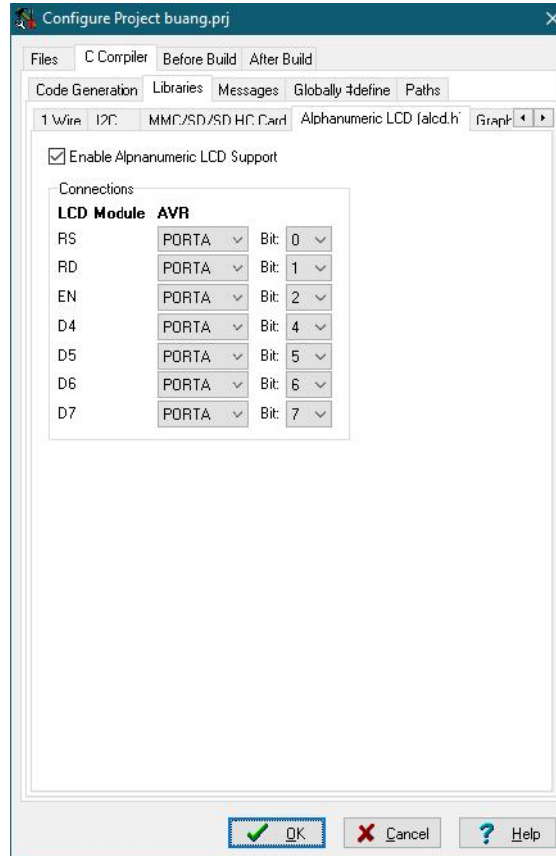 Configure Project buang.prj
Files C Compiler Before Build After Build
Code Generation Libraries Messages Globally #define Paths
1 Wire I2C MMC/SD/SD HC Card Alphanumeric LCD (alcd.h) Graph
Enable Alphanumeric LCD Support
Connections
LCD Module AVR
RS PORTA Bit: 0
RD PORTA Bit: 1
EN PORTA Bit: 2
D4 PORTA Bit: 4
D5 PORTA Bit: 5
D6 PORTA Bit: 6
D7 PORTA Bit: 7
OK Cancel Help